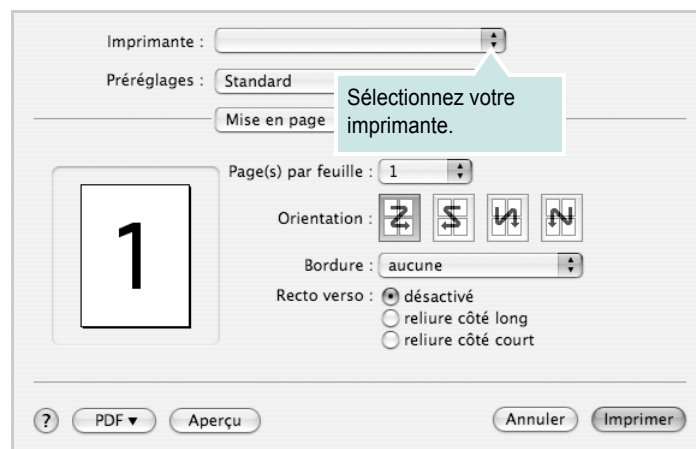 Imprimante :
Préréglages : Standard
Sélectionnez votre
imprimante.
Mise en page
Page(s) par feuille : 1
1
Orientation :
Bordure : aucune
Recto verso : désactivé
reliure côté long
reliure côté court
? PDF Aperçu Annuler Imprimer